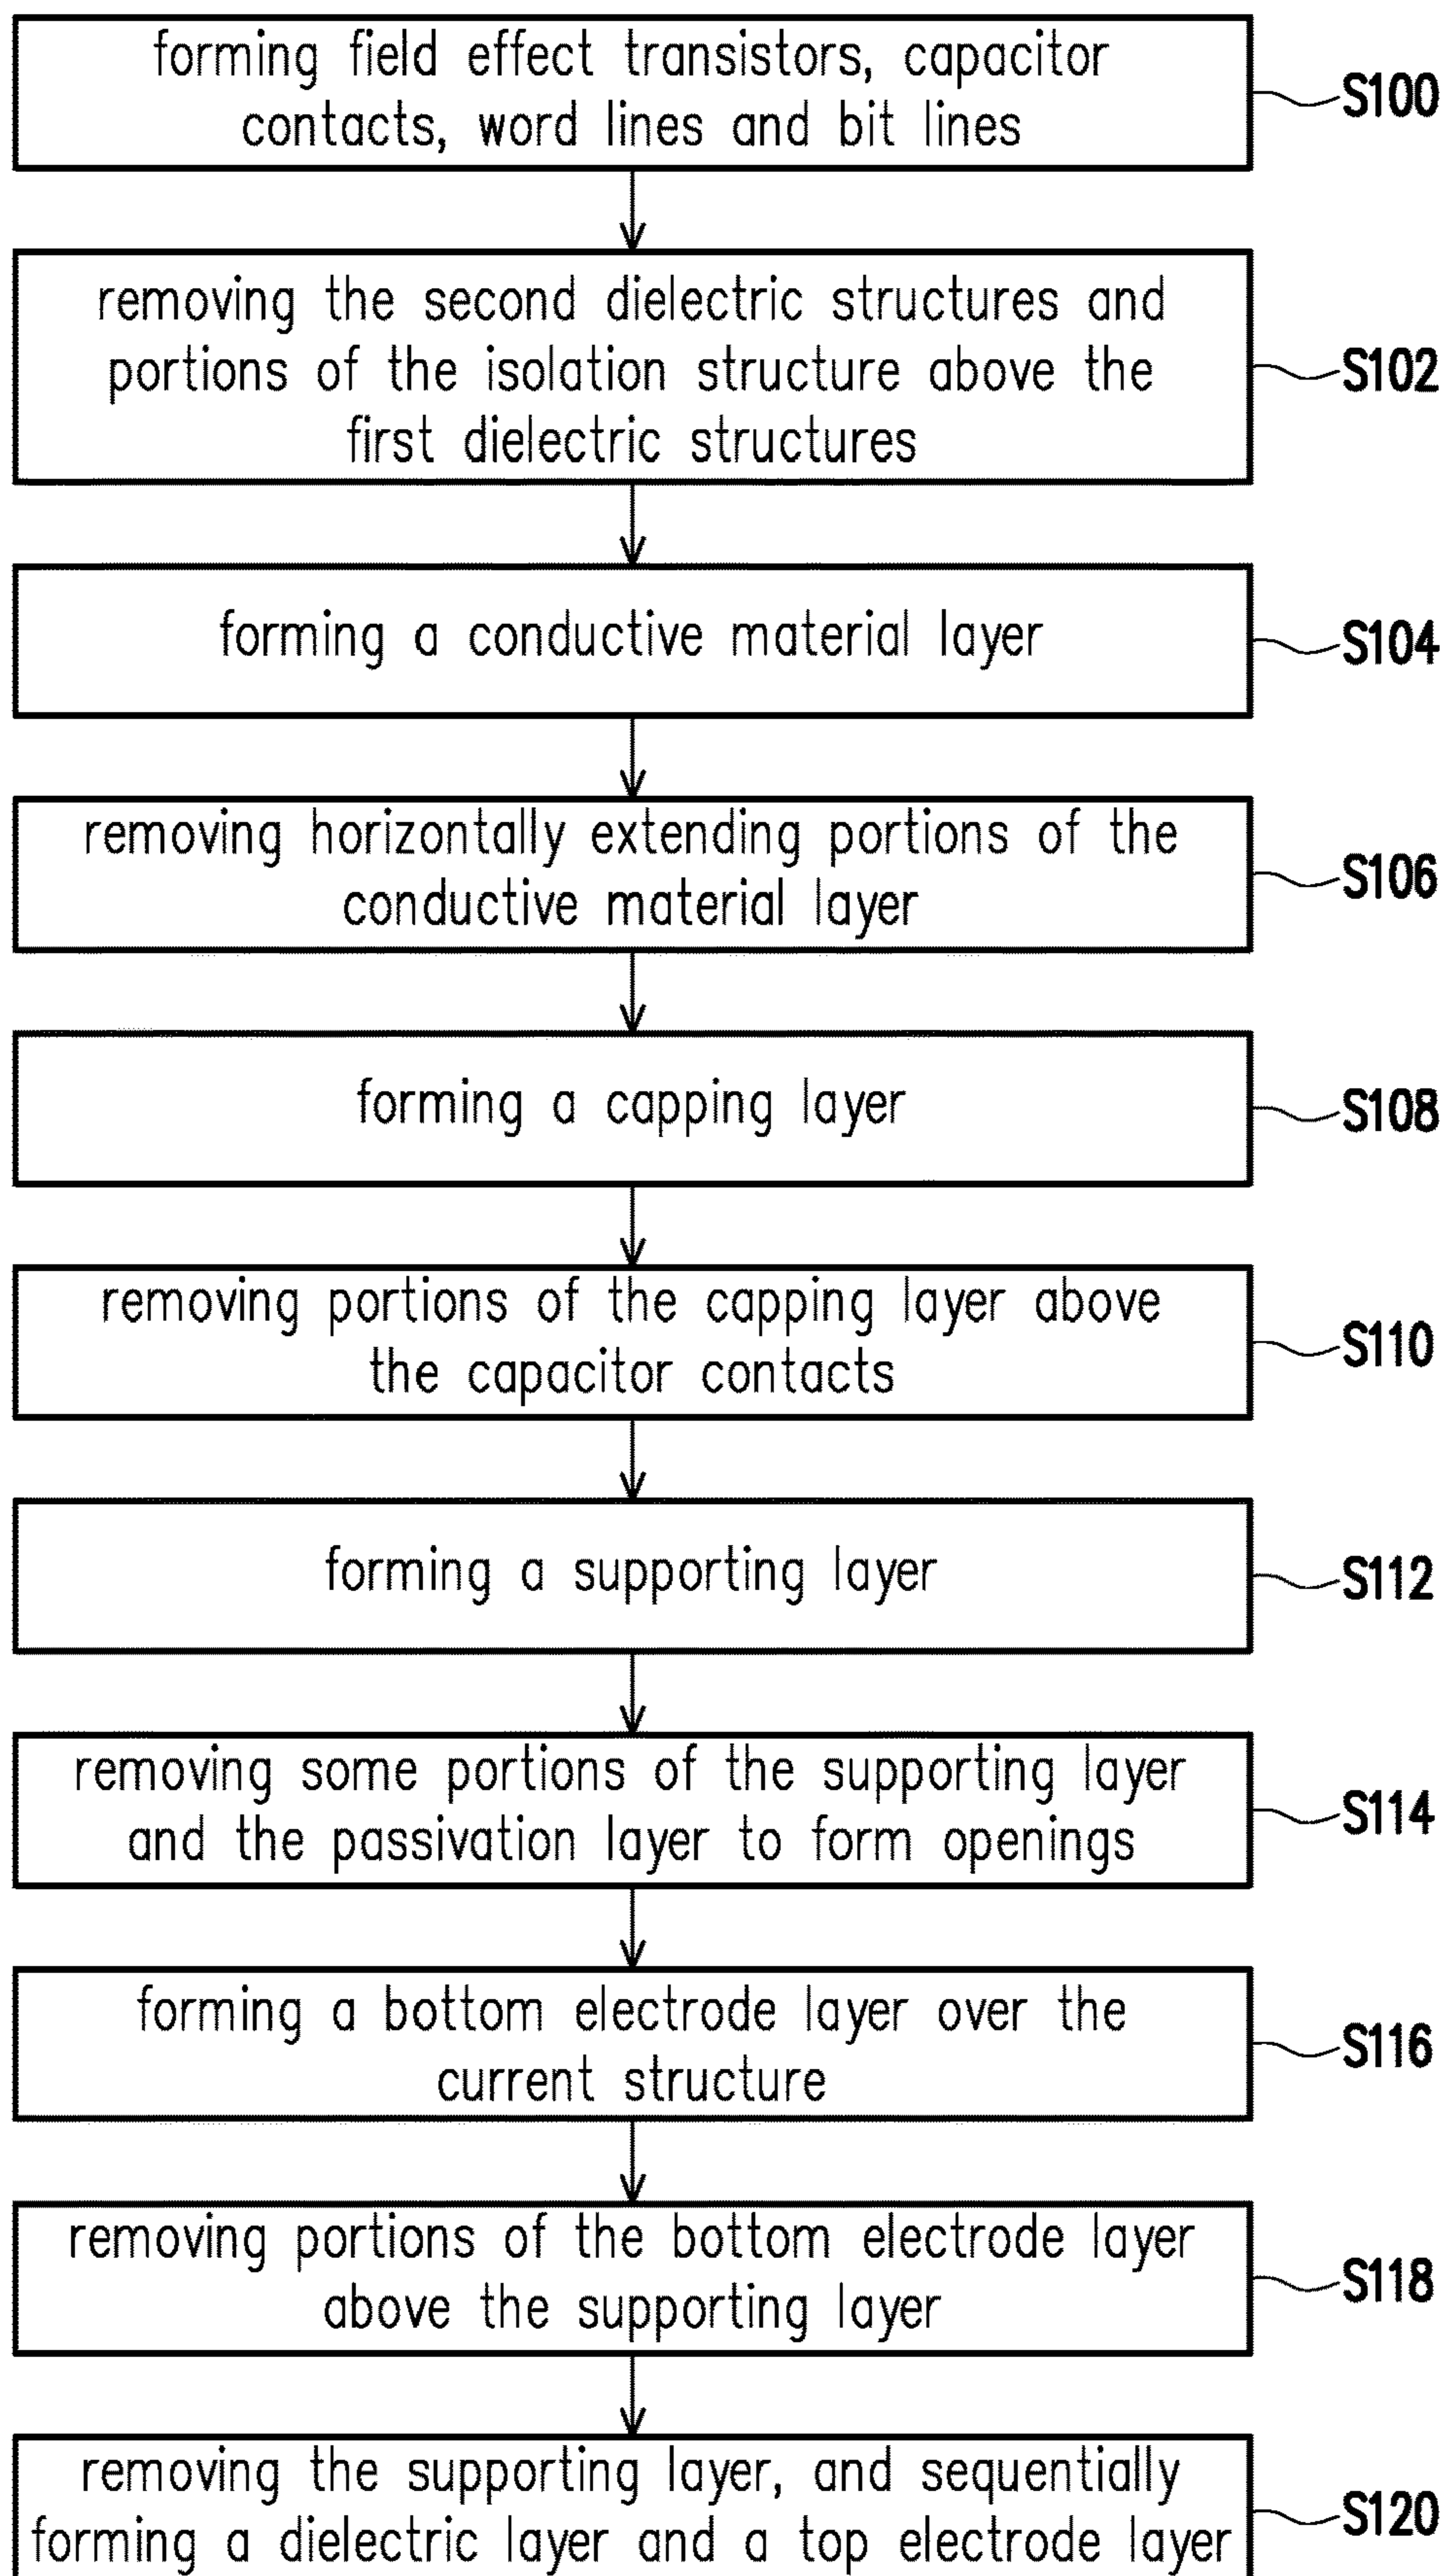 forming field effect transistors, capacitor
contacts, word lines and bit lines
S100
removing the second dielectric structures and
portions of the isolation structure above the
first dielectric structures
S102
forming a conductive material layer
S104
removing horizontally extending portions of the
conductive material layer
S106
forming a capping layer
S108
removing portions of the capping layer above
the capacitor contacts
S110
forming a supporting layer
S112
removing some portions of the supporting layer
and the passivation layer to form openings
S114
forming a bottom electrode layer over the
current structure
S116
removing portions of the bottom electrode layer
above the supporting layer
S118
removing the supporting layer, and sequentially
forming a dielectric layer and a top electrode layer
S120